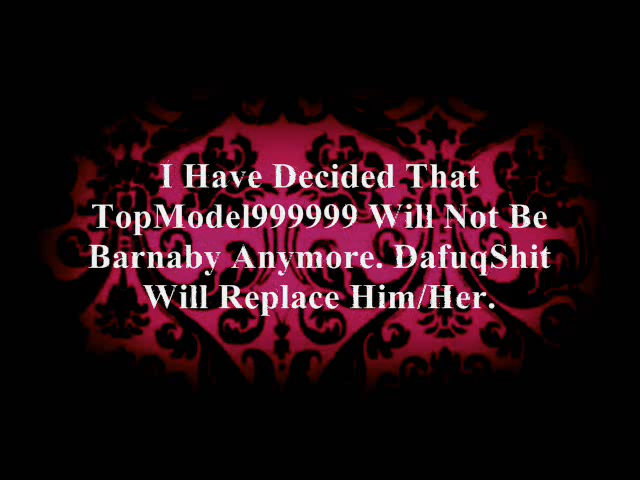 I Have Decided That
TopModel999999 Will Not Be
Barnaby Anymore. DafuqShit
Will Replace Him/Her.